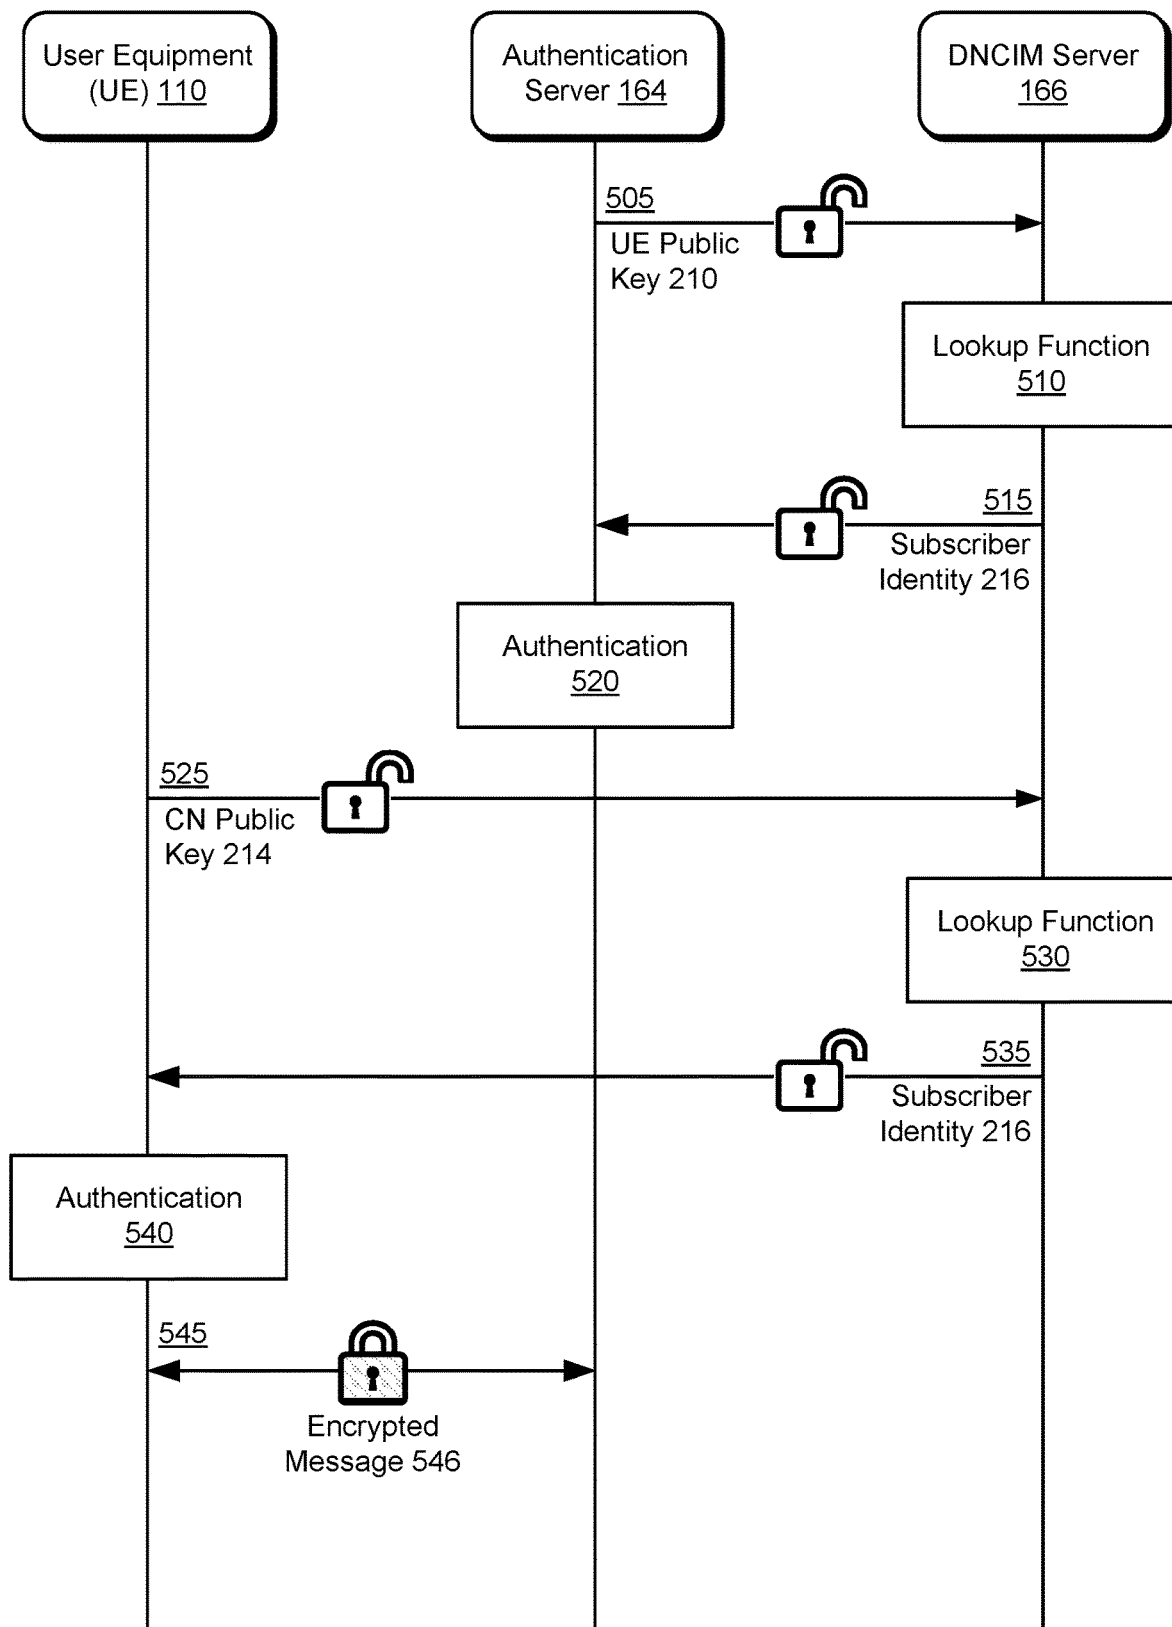 User Equipment
(UE) 110
Authentication
Server 164
DNCIM Server
166
505
UE Public
Key 210
Lookup Function
510
515
Subscriber
Identity 216
Authentication
520
525
CN Public
Key 214
Lookup Function
530
535
Subscriber
Identity 216
Authentication
540
545
Encrypted
Message 546